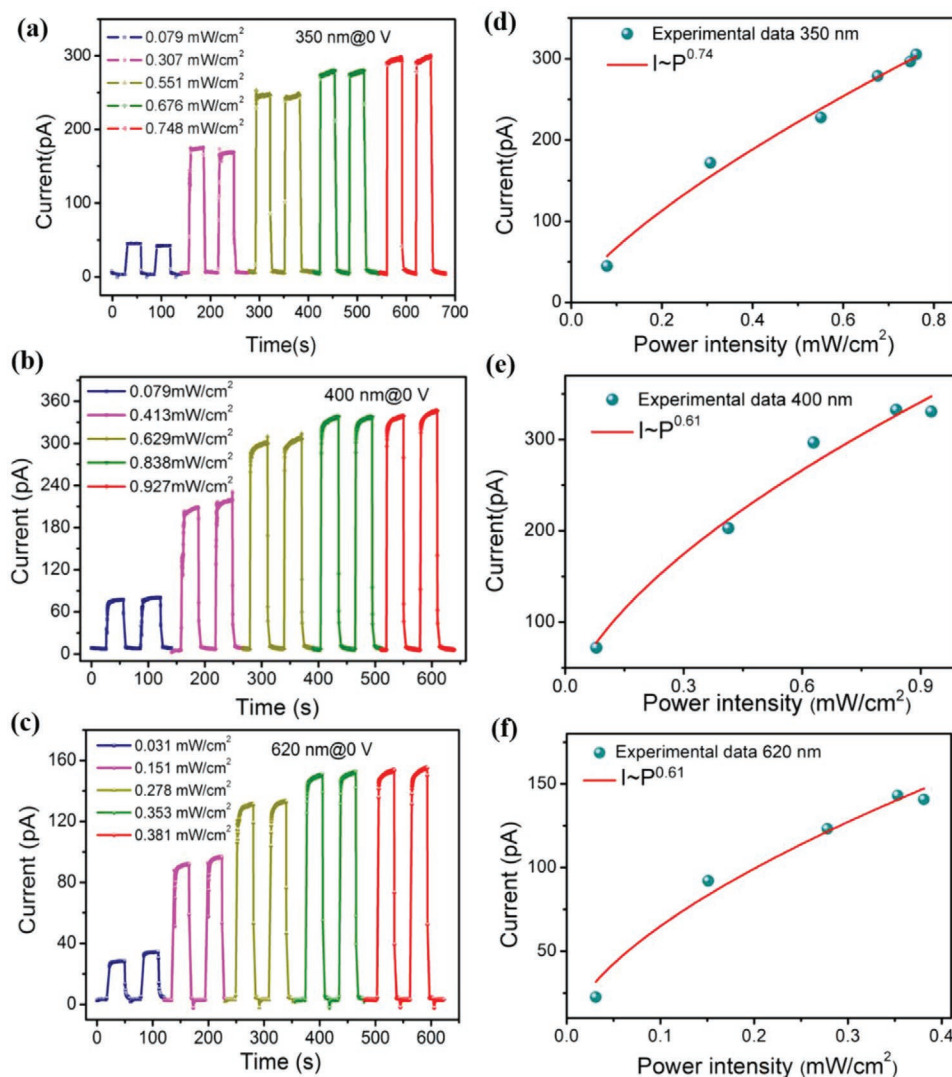 (a)
0.079 mW/cm²
0.307 mW/cm²
0.551 mW/cm²
0.676 mW/cm²
0.748 mW/cm²
350 nm@0 V
300
200
100
0
Current(pA)
0 100 200 300 400 500 600 700
Time(s)
(d)
Experimental data 350 nm
I~P^0.74
300
200
100
0
Current(pA)
0.0 0.2 0.4 0.6 0.8
Power intensity (mW/cm²)
(b)
0.079mW/cm²
0.413mW/cm²
0.629mW/cm²
0.838mW/cm²
0.927mW/cm²
400 nm@0 V
360
300
240
180
120
60
0
Current (pA)
0 100 200 300 400 500 600
Time (s)
(e)
Experimental data 400 nm
I~P^0.61
300
200
100
Current(pA)
0.0 0.3 0.6 0.9
Power intensity (mW/cm²)
(c)
0.031 mW/cm²
0.151 mW/cm²
0.278 mW/cm²
0.353 mW/cm²
0.381 mW/cm²
620 nm@0 V
160
120
80
40
0
Current (pA)
0 100 200 300 400 500 600
Time (s)
(f)
Experimental data 620 nm
I~P^0.61
150
100
50
Current (pA)
0.0 0.1 0.2 0.3 0.4
Power intensity (mW/cm²)